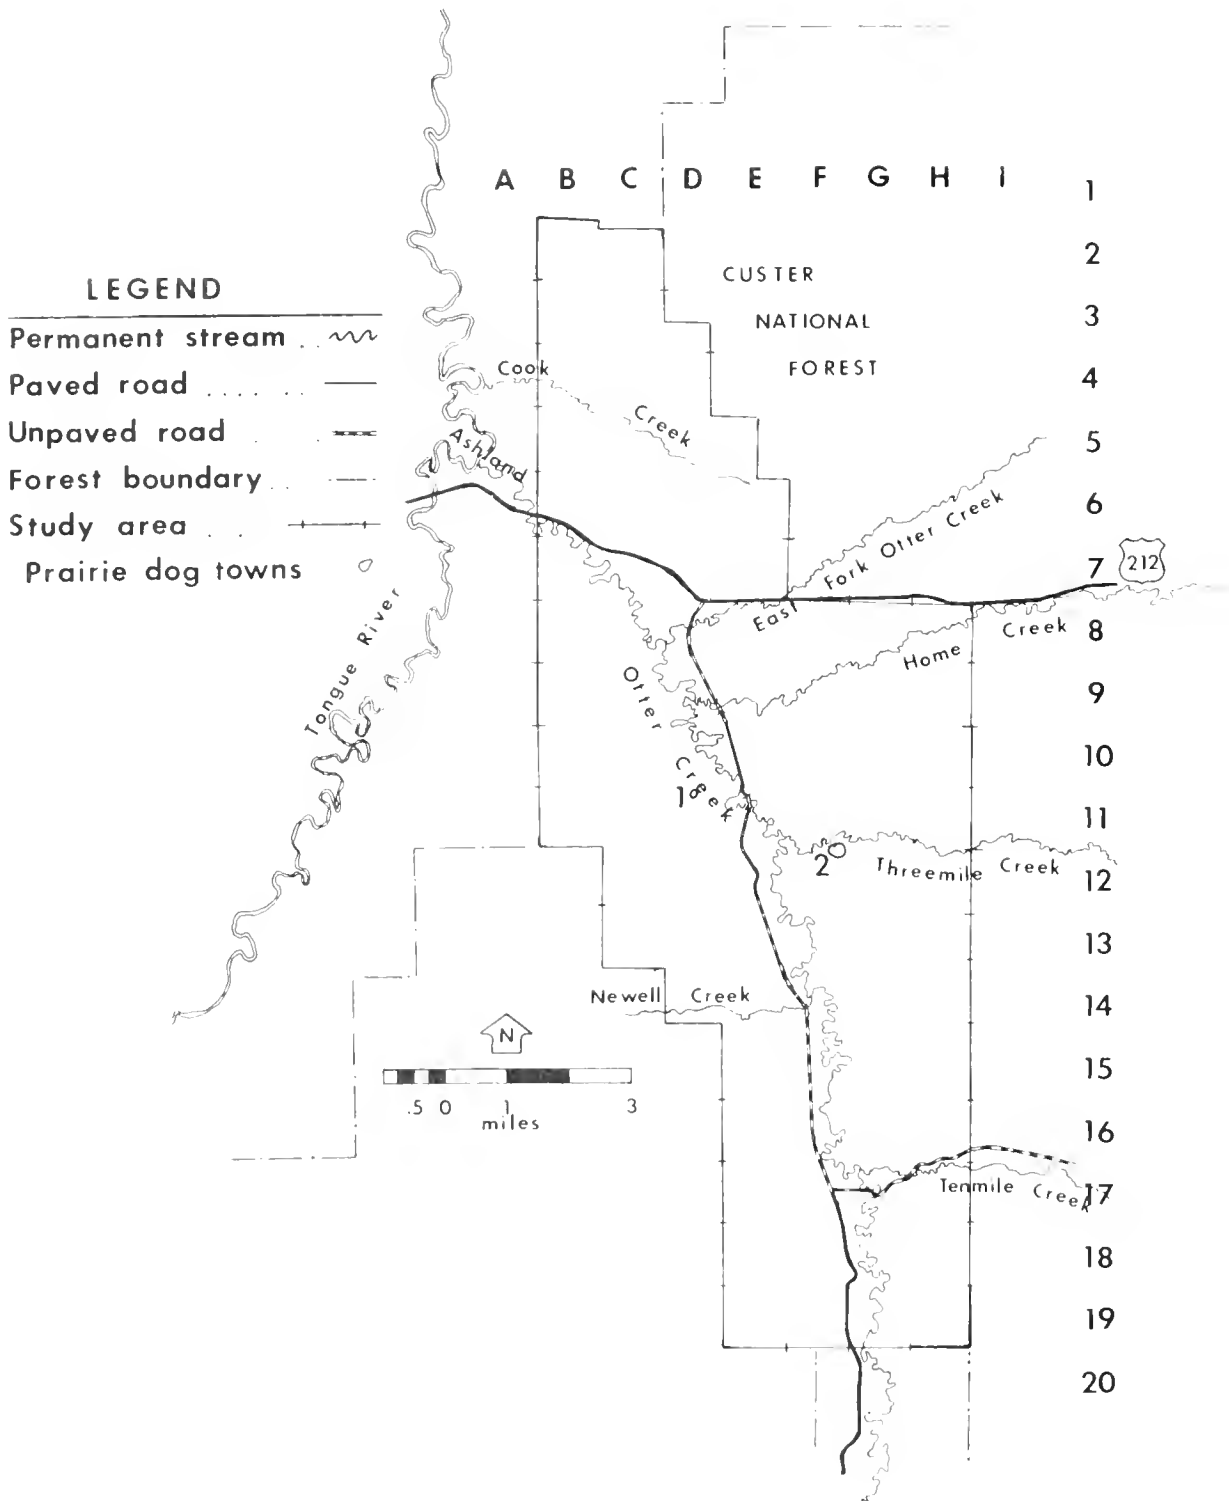 A B C D E F G H I
1
2
3
4
5
6
7
8
9
10
11
12
13
14
15
16
17
18
19
20
LEGEND
Permanent stream . .
Paved road . . . . . .
Unpaved road .
Forest boundary . .
Study area . .
Prairie dog towns
CUSTER
NATIONAL
FOREST
Cook Creek
Ashland
East Fork Otter Creek
212
Home Creek
Tongue River
Otter Creek
1
2
Threemile Creek
Newell Creek
N
.5 0 1 3
miles
Tenmile Creek